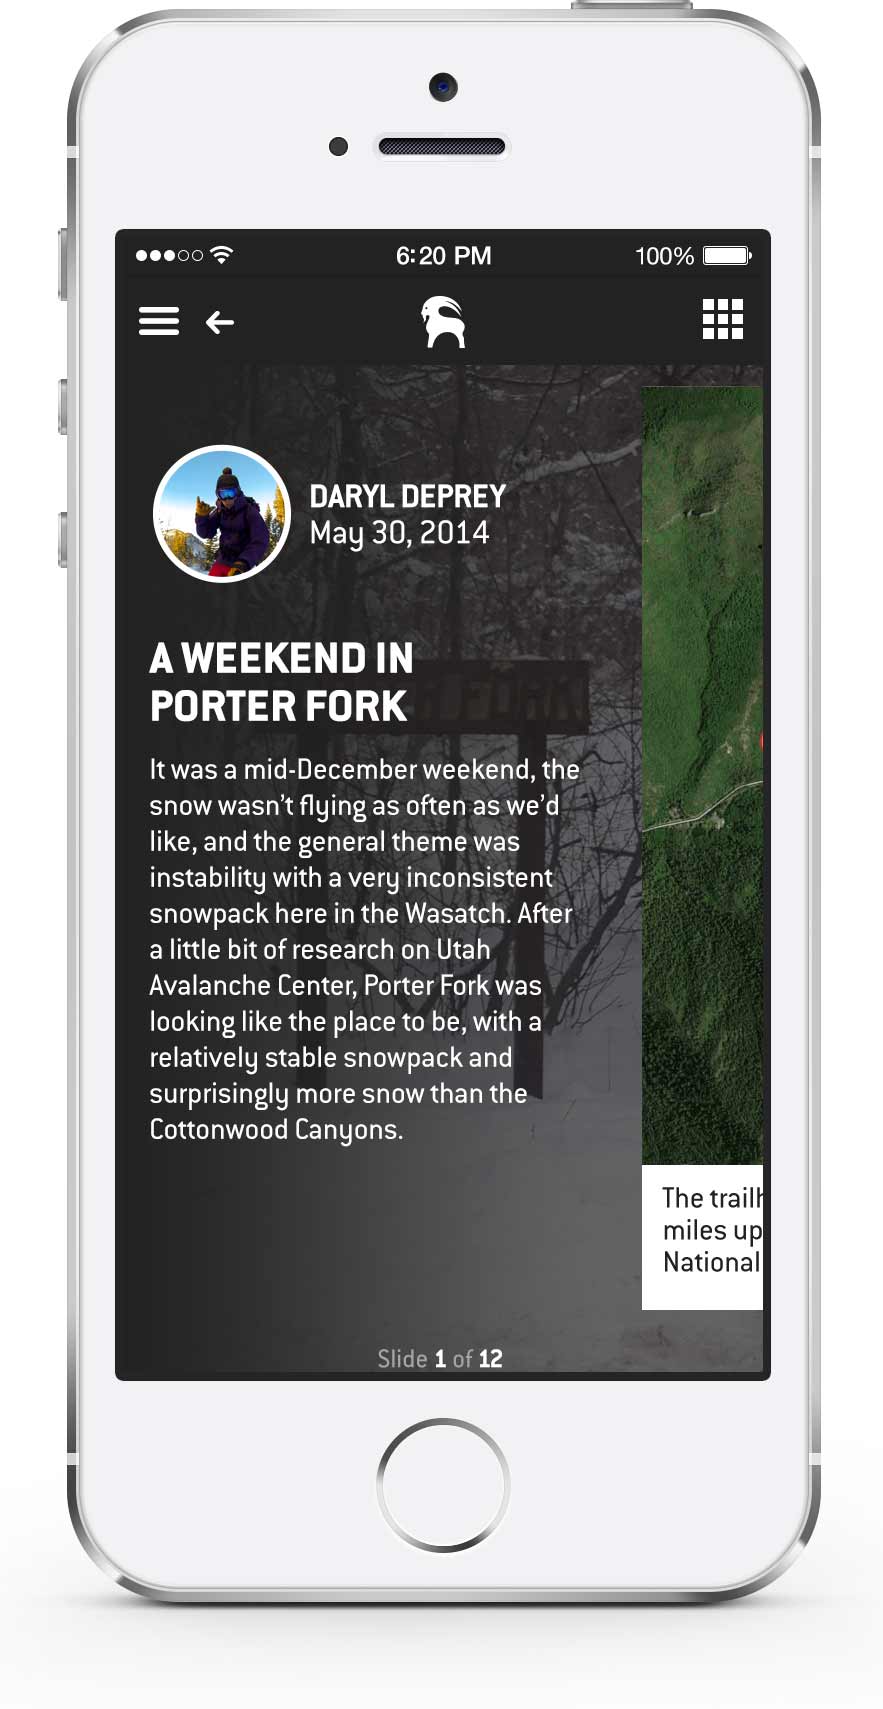 6:20 PM
100%
DARYL DEPREY
May 30, 2014
A WEEKEND IN
PORTER FORK
FORK
It was a mid-December weekend, the
snow wasn’t flying as often as we’d
like, and the general theme was
instability with a very inconsistent
snowpack here in the Wasatch. After
a little bit of research on Utah
Avalanche Center, Porter Fork was
looking like the place to be, with a
relatively stable snowpack and
surprisingly more snow than the
Cottonwood Canyons.
The
miles up
National
Slide 1 of 12